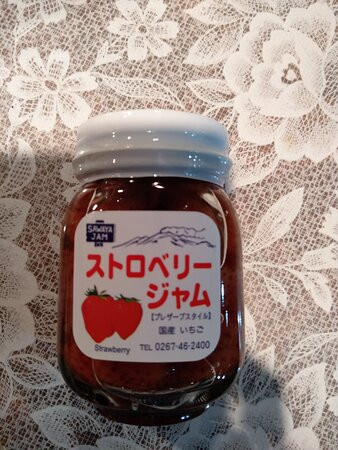 SAWAYA
JAM
ストロベリー
ジャム
【プレザーブスタイル】
国産 いちご
Strawberry
TEL 0267-46-2400